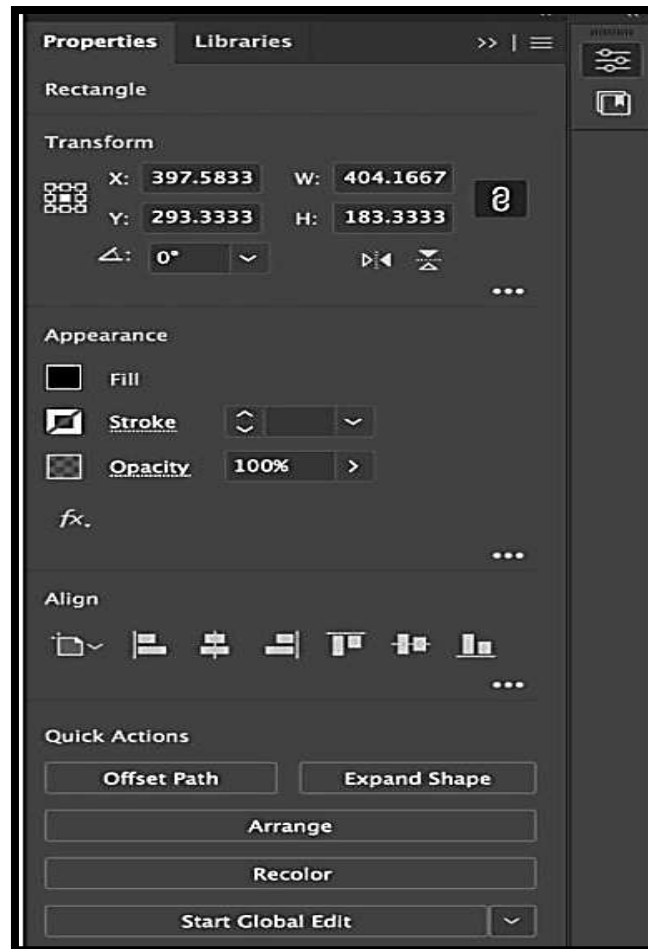 Properties Libraries
Rectangle
Transform
X: 397.5833 W: 404.1667
Y: 293.3333 H: 183.3333
0°
Appearance
Fill
Stroke
Opacity 100%
fx.
Align
Quick Actions
Offset Path Expand Shape
Arrange
Recolor
Start Global Edit